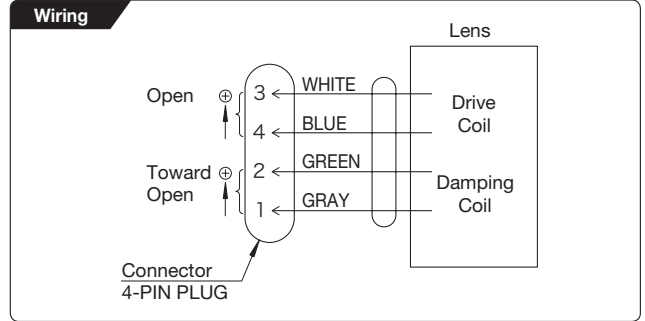 Wiring
Lens
Open ⊕ 3 WHITE
4 BLUE
Drive
Coil
Toward ⊕ 2 GREEN
Open
1 GRAY
Damping
Coil
Connector
4-PIN PLUG